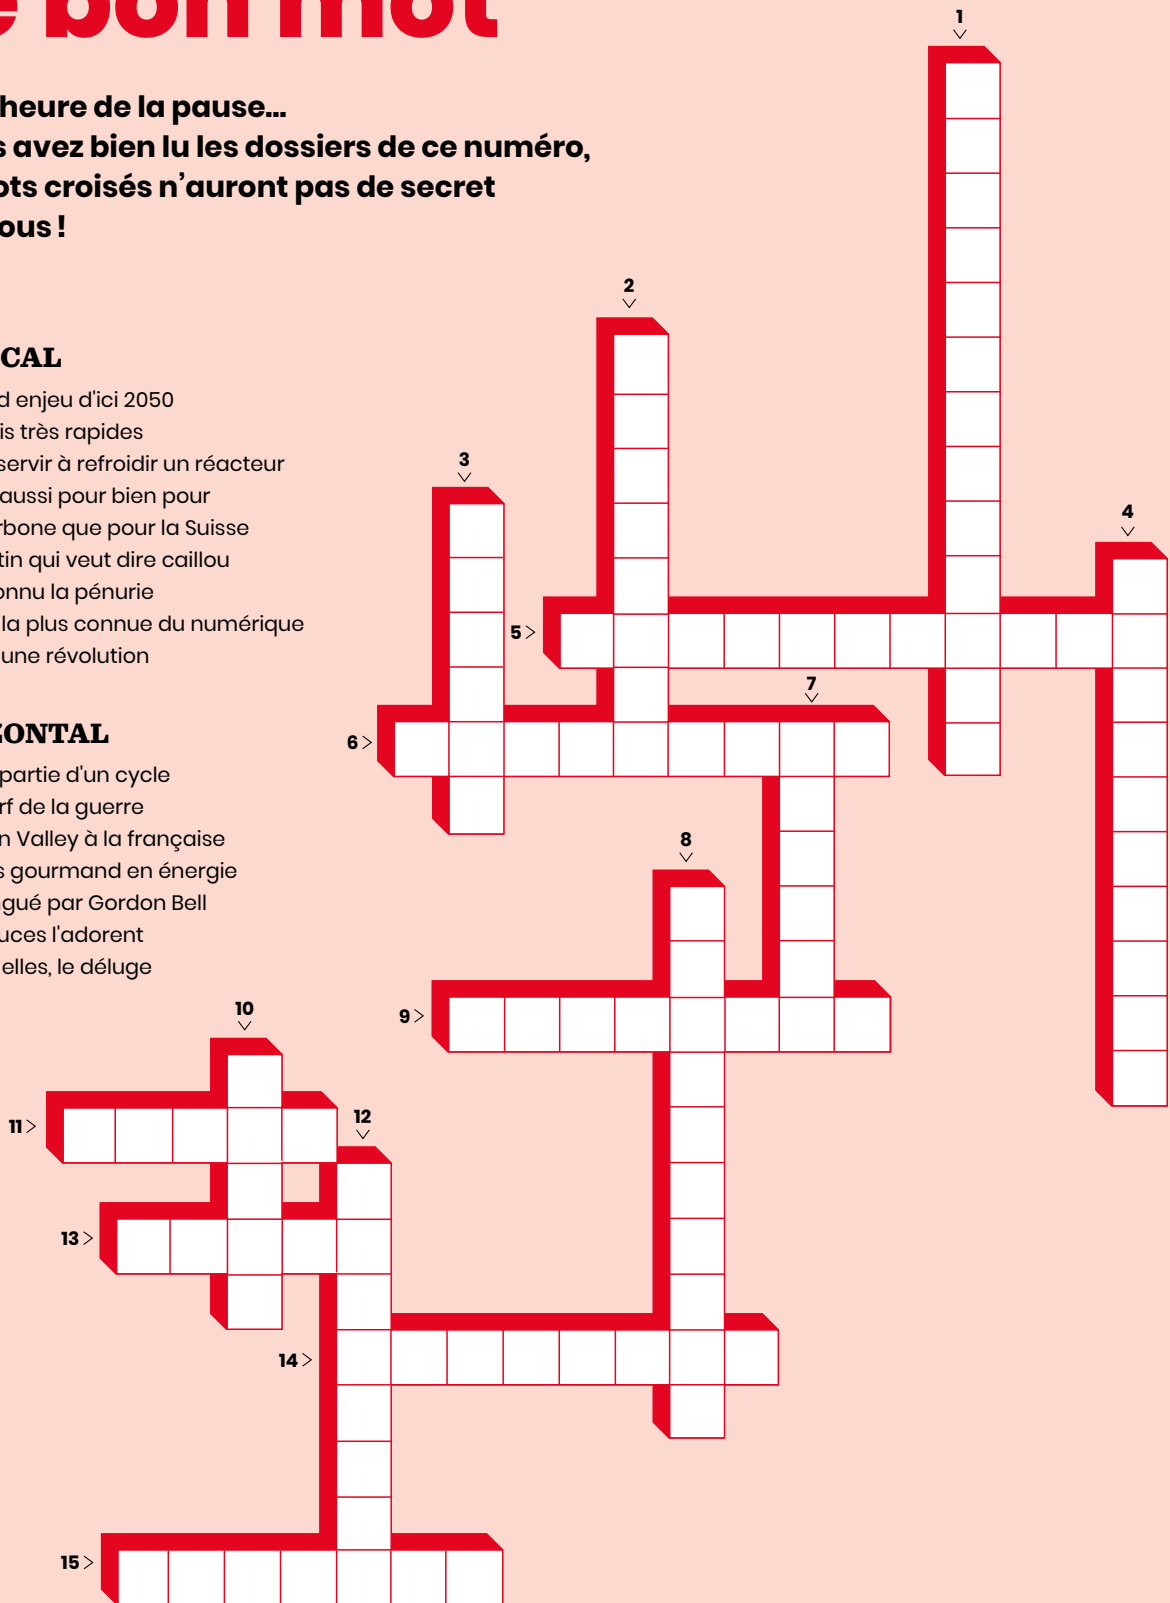 e bon mot
heure de la pause...
s avez bien lu les dossiers de ce numéro,
ots croisés n'auront pas de secret
ous !
CAL
d enjeu d'ici 2050
is très rapides
servir à refroidir un réacteur
aussi pour bien pour
rbone que pour la Suisse
tin qui veut dire caillou
onnu la pénurie
la plus connue du numérique
une révolution
ZONTAL
partie d'un cycle
rf de la guerre
n Valley à la française
s gourmand en énergie
ngué par Gordon Bell
uces l'adorent
elles, le déluge
1
2
3
4
5
6
7
8
9
10
11
12
13
14
15